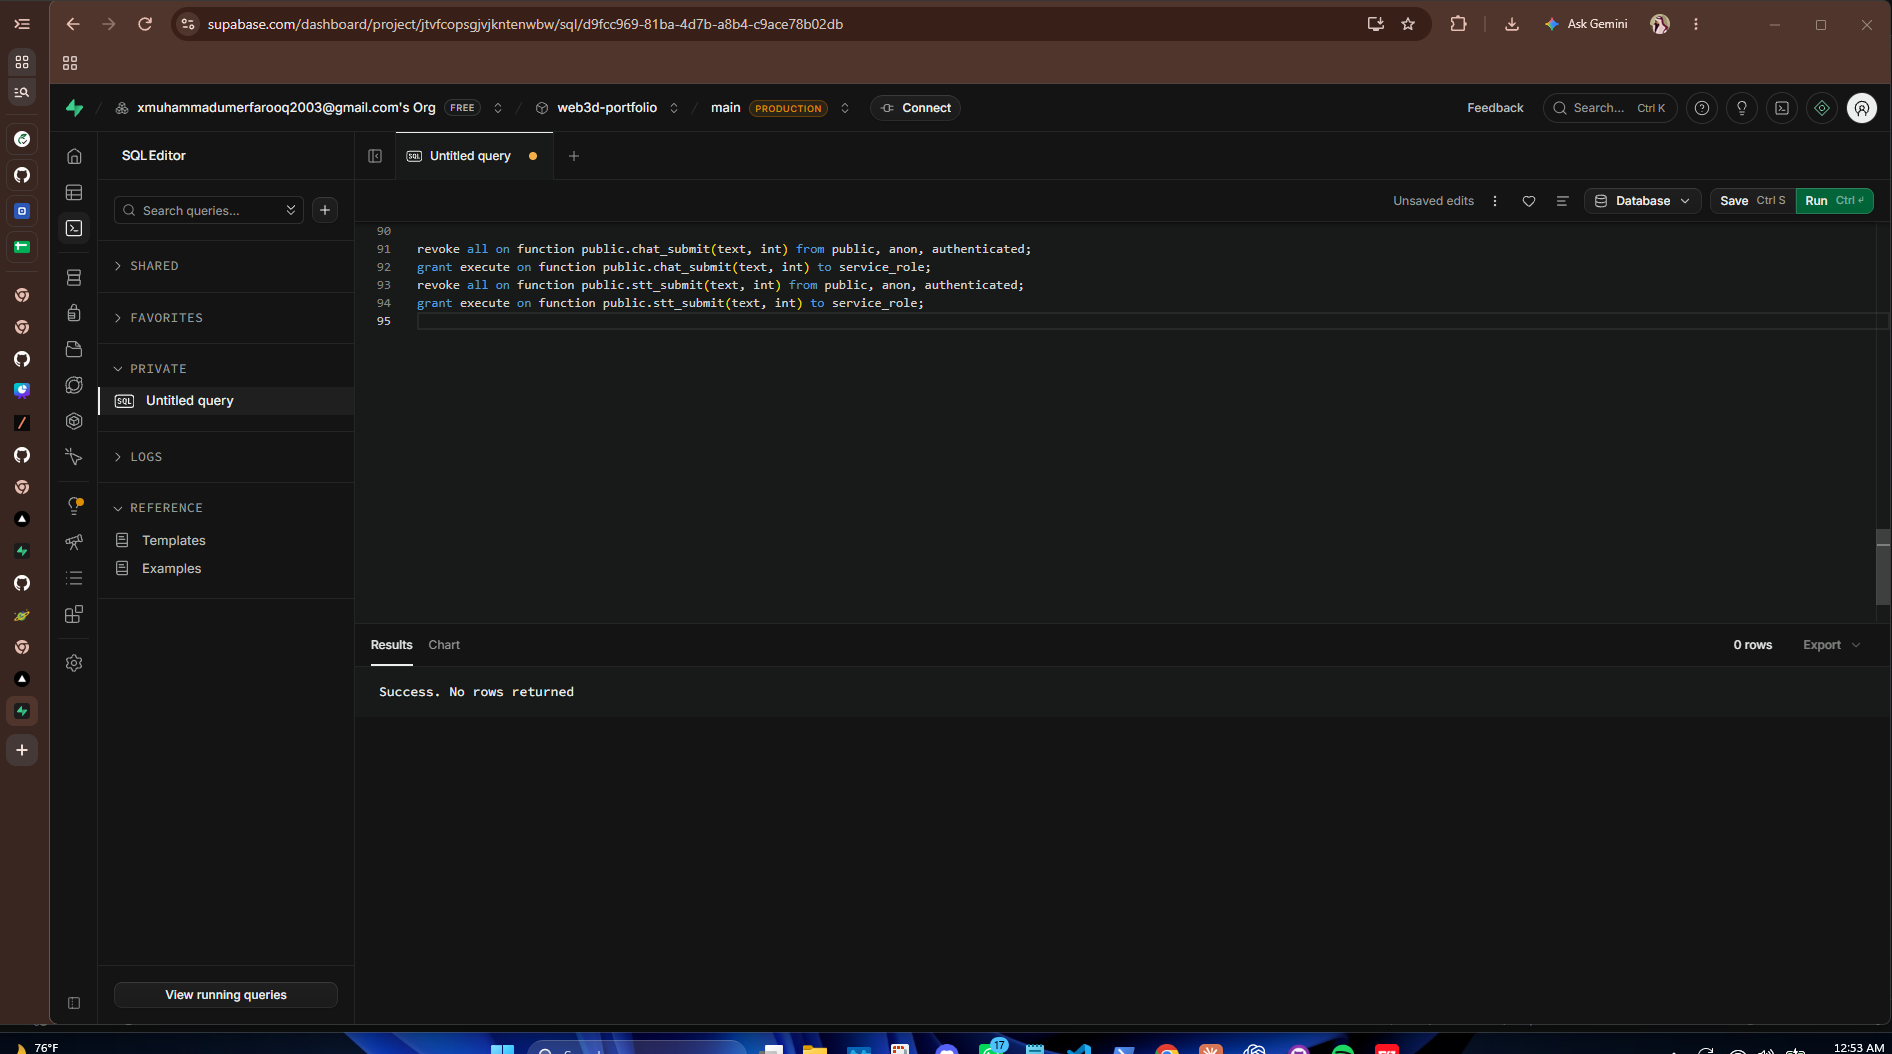 supabase.com/dashboard/project/jtvfcopsgjvjkntenwbw/sql/d9fcc969-81ba-4d7b-a8b4-c9ace78b02db
Ask Gemini
xmuhammadumerfarooq2003@gmail.com's Org FREE / web3d-portfolio / main PRODUCTION Connect
Feedback Search... Ctrl K
SQL Editor
SQL Untitled query
Search queries...
Unsaved edits Database Save Ctrl S Run Ctrl ↵
SHARED
FAVORITES
PRIVATE
SQL Untitled query
LOGS
REFERENCE
Templates
Examples
View running queries
90
91 revoke all on function public.chat_submit(text, int) from public, anon, authenticated;
92 grant execute on function public.chat_submit(text, int) to service_role;
93 revoke all on function public.stt_submit(text, int) from public, anon, authenticated;
94 grant execute on function public.stt_submit(text, int) to service_role;
95
Results Chart 0 rows Export
Success. No rows returned
76°F
17
12:53 AM